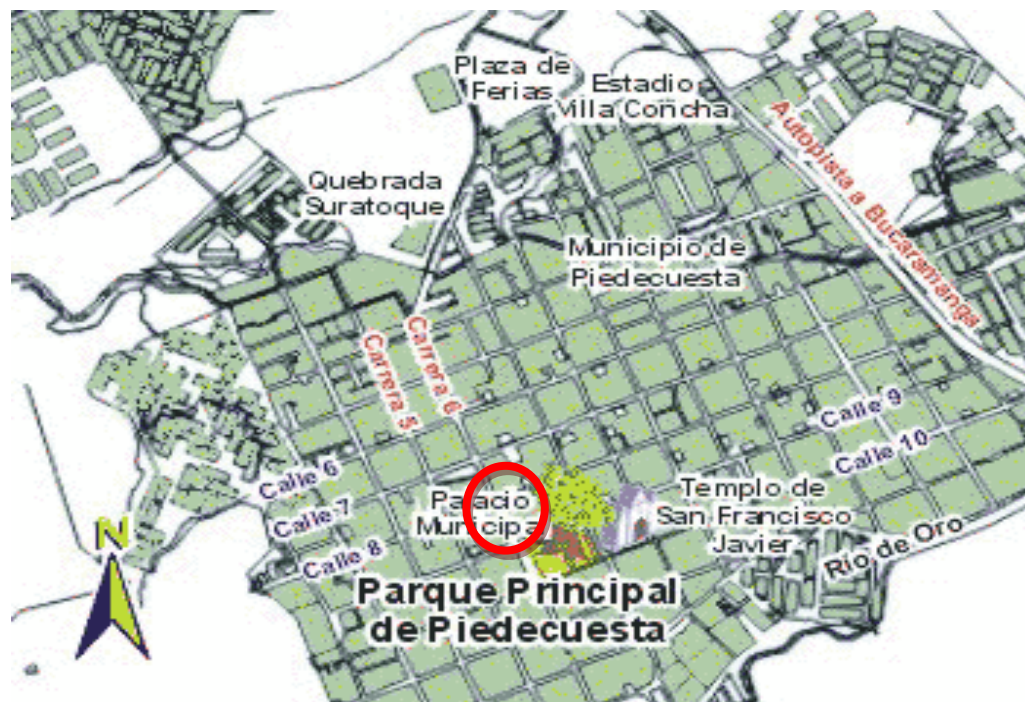 Plaza de
Ferias
Estadio
Villa Concha
Autopista a Bucaramanga
Quebrada
Suratoque
Municipio de
Piedecuesta
Carrera 5
Carrera 6
Calle 9
Calle 10
Calle 6
Calle 7
Calle 8
Palacio
Municipal
Templo de
San Francisco
Javier
Río de Oro
Parque Principal
de Piedecuesta
N